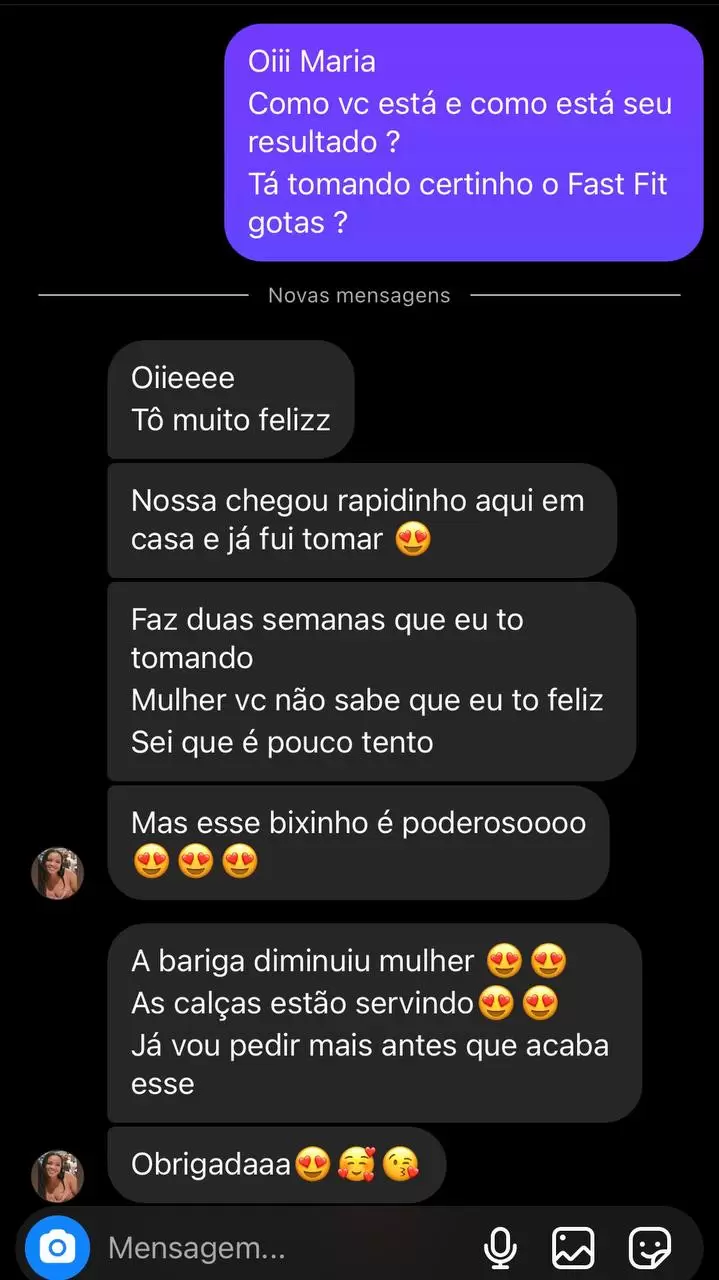 Oiii Maria
Como vc está e como está seu
resultado ?
Tá tomando certinho o Fast Fit
gotas ?
Novas mensagens
Oiieeee
Tô muito felizz
Nossa chegou rapidinho aqui em
casa e já fui tomar 😍
Faz duas semanas que eu to
tomando
Mulher vc não sabe que eu to feliz
Sei que é pouco tento
Mas esse bixinho é poderosoooo
😍😍😍
A bariga diminuiu mulher 😍😍
As calças estão servindo😍😍
Já vou pedir mais antes que acaba
esse
Obrigadaaa😍🥰😘
Mensagem...